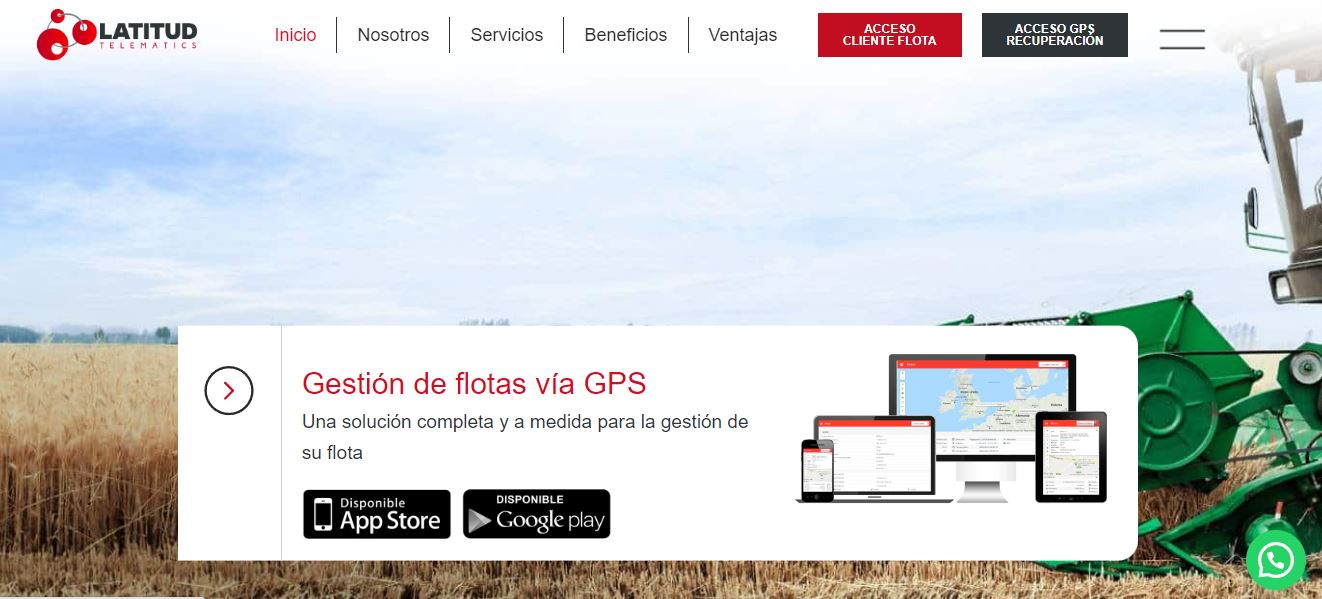 LATITUD
TELEMATICS
Inicio
Nosotros
Servicios
Beneficios
Ventajas
ACCESO
CLIENTE FLOTA
ACCESO GPS
RECUPERACIÓN
Gestión de flotas vía GPS
Una solución completa y a medida para la gestión de
su flota
Disponible
App Store
DISPONIBLE
Google play